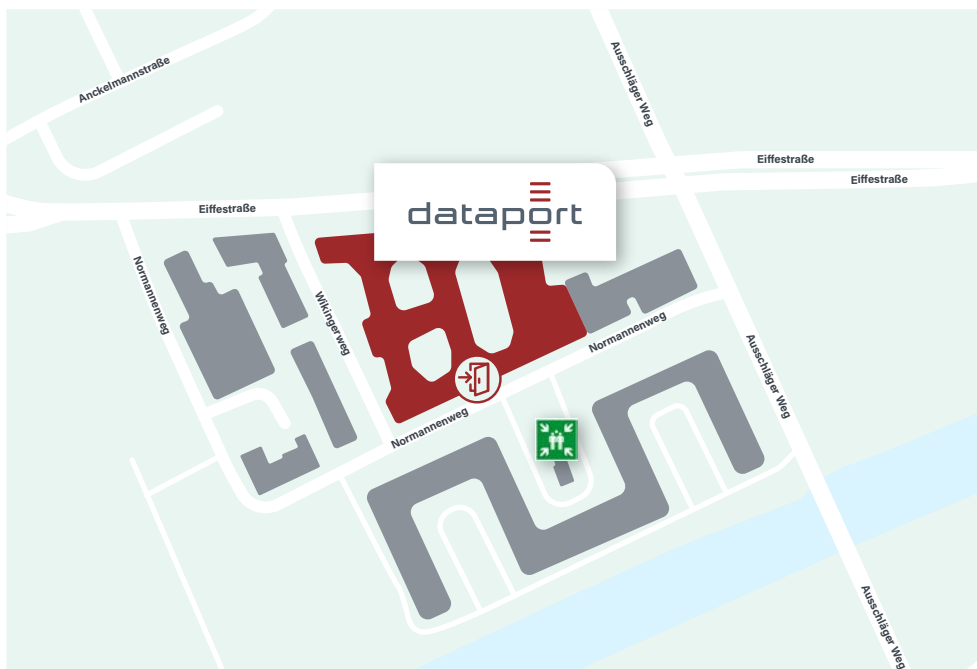 Ausschläger Weg
Anckelmannstraße
Eiffestraße
Eiffestraße
Eiffestraße
dataport
Normannenweg
Wikingerweg
Normannenweg
Ausschläger Weg
Normannenweg
Ausschläger Weg